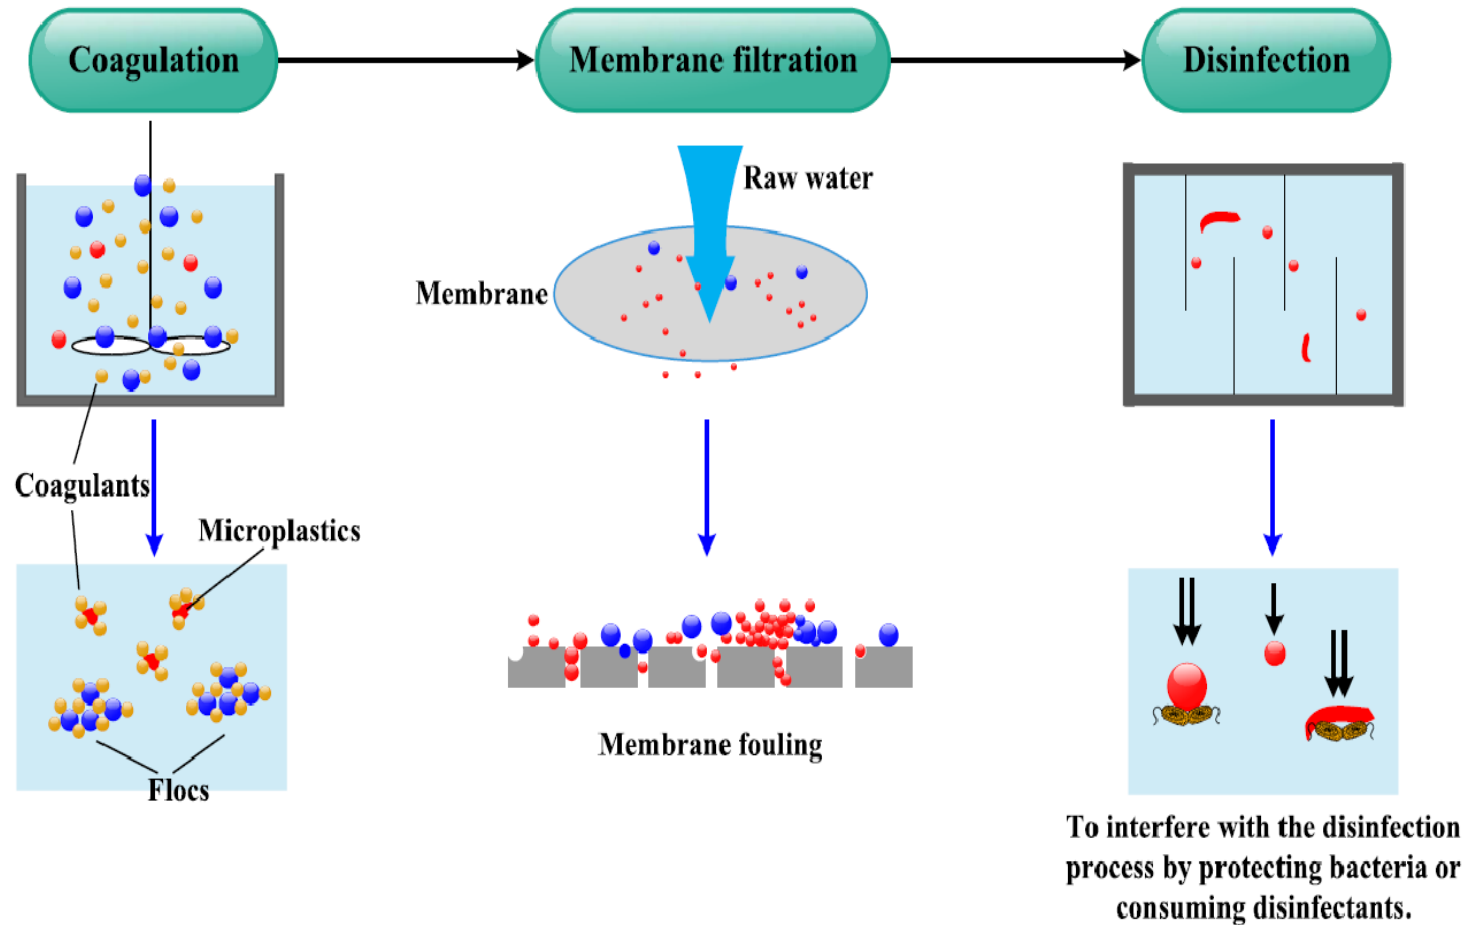 Coagulation
Membrane filtration
Disinfection
Raw water
Membrane
Coagulants
Microplastics
Flocs
Membrane fouling
To interfere with the disinfection
process by protecting bacteria or
consuming disinfectants.